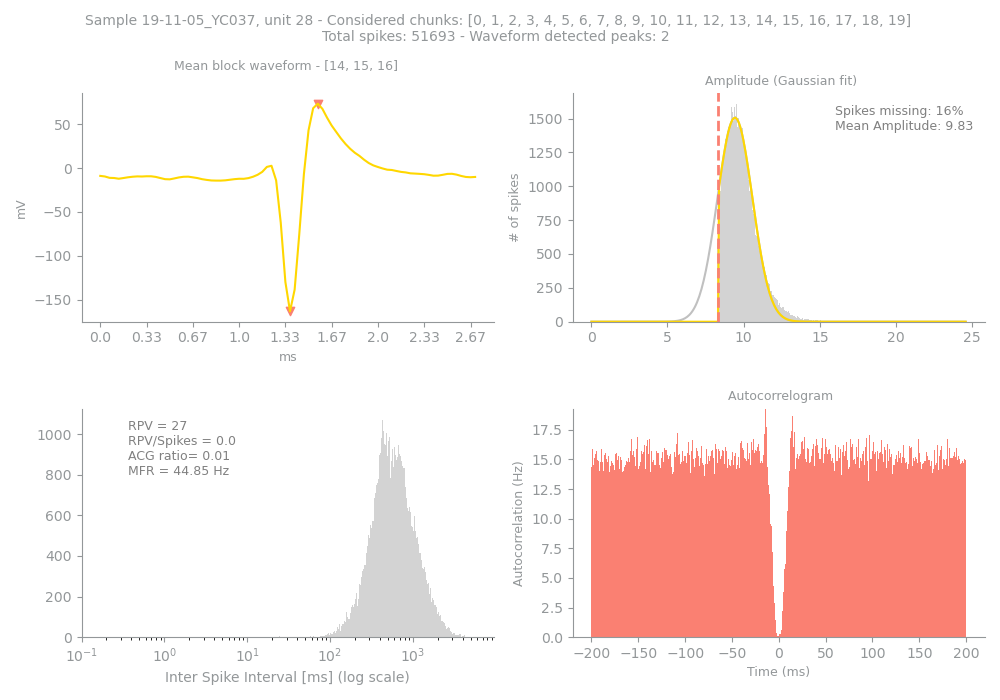 Sample 19-11-05_YC037, unit 28 - Considered chunks: [0, 1, 2, 3, 4, 5, 6, 7, 8, 9, 10, 11, 12, 13, 14, 15, 16, 17, 18, 19]
Total spikes: 51693 - Waveform detected peaks: 2
Mean block waveform - [14, 15, 16]
50
0
−50
−100
−150
mV
0.0 0.33 0.67 1.0 1.33 1.67 2.0 2.33 2.67
ms
Amplitude (Gaussian fit)
Spikes missing: 16%
Mean Amplitude: 9.83
1500
1250
1000
750
500
250
0
# of spikes
0 5 10 15 20 25
RPV = 27
RPV/Spikes = 0.0
ACG ratio= 0.01
MFR = 44.85 Hz
1000
800
600
400
200
0
10⁻¹ 10⁰ 10¹ 10² 10³
Inter Spike Interval [ms] (log scale)
Autocorrelogram
17.5
15.0
12.5
10.0
7.5
5.0
2.5
0.0
Autocorrelation (Hz)
−200 −150 −100 −50 0 50 100 150 200
Time (ms)